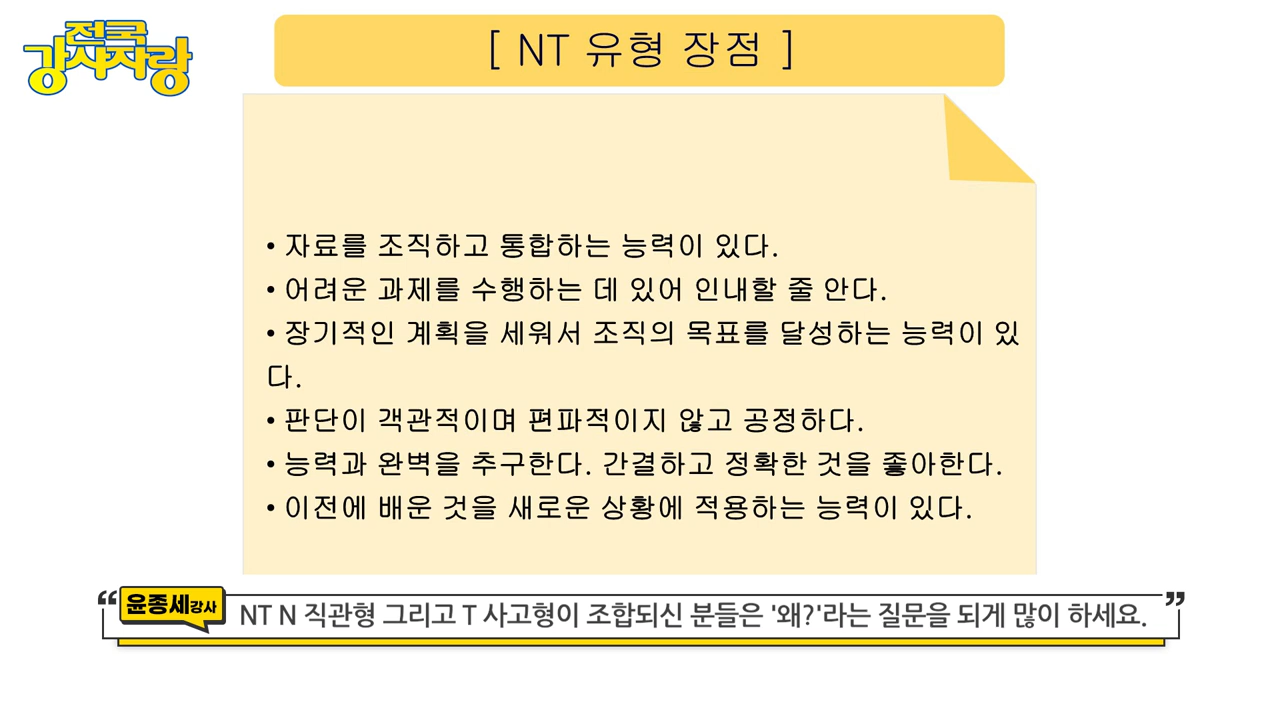 전국
강사자랑
[ NT 유형 장점 ]
• 자료를 조직하고 통합하는 능력이 있다.
• 어려운 과제를 수행하는 데 있어 인내할 줄 안다.
• 장기적인 계획을 세워서 조직의 목표를 달성하는 능력이 있
다.
• 판단이 객관적이며 편파적이지 않고 공정하다.
• 능력과 완벽을 추구한다. 간결하고 정확한 것을 좋아한다.
• 이전에 배운 것을 새로운 상황에 적용하는 능력이 있다.
“ 윤종세강사 NT N 직관형 그리고 T 사고형이 조합되신 분들은 '왜?'라는 질문을 되게 많이 하세요. ”